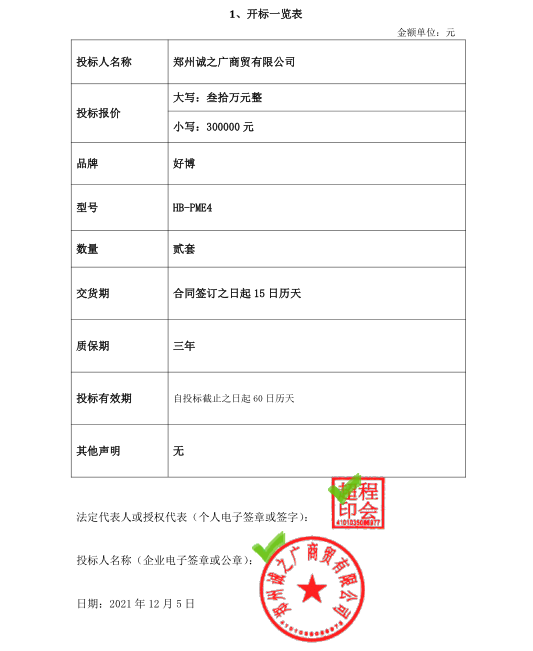 1、开标一览表
金额单位：元
投标人名称 郑州诚之广商贸有限公司
投标报价 大写：叁拾万元整
小写：300000 元
品牌 好博
型号 HB-PME4
数量 贰套
交货期 合同签订之日起 15 日历天
质保期 三年
投标有效期 自投标截止之日起 60 日历天
其他声明 无
法定代表人或授权代表（个人电子签章或签字）：
程
印会
投标人名称（企业电子签章或公章）：
郑州诚之广商贸有限公司
日期：2021 年 12 月 5 日